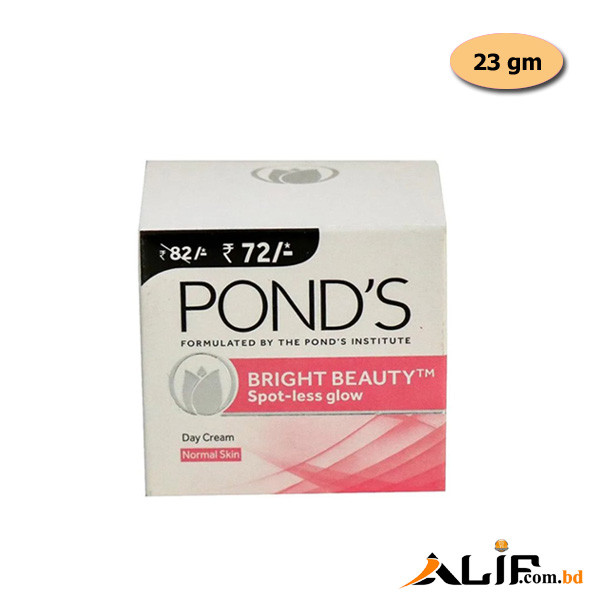 23 gm
₹ 82/- ₹ 72/-*
POND'S
FORMULATED BY THE POND'S INSTITUTE
BRIGHT BEAUTY™
Spot-less glow
Day Cream
Normal Skin
ALIF.com.bd